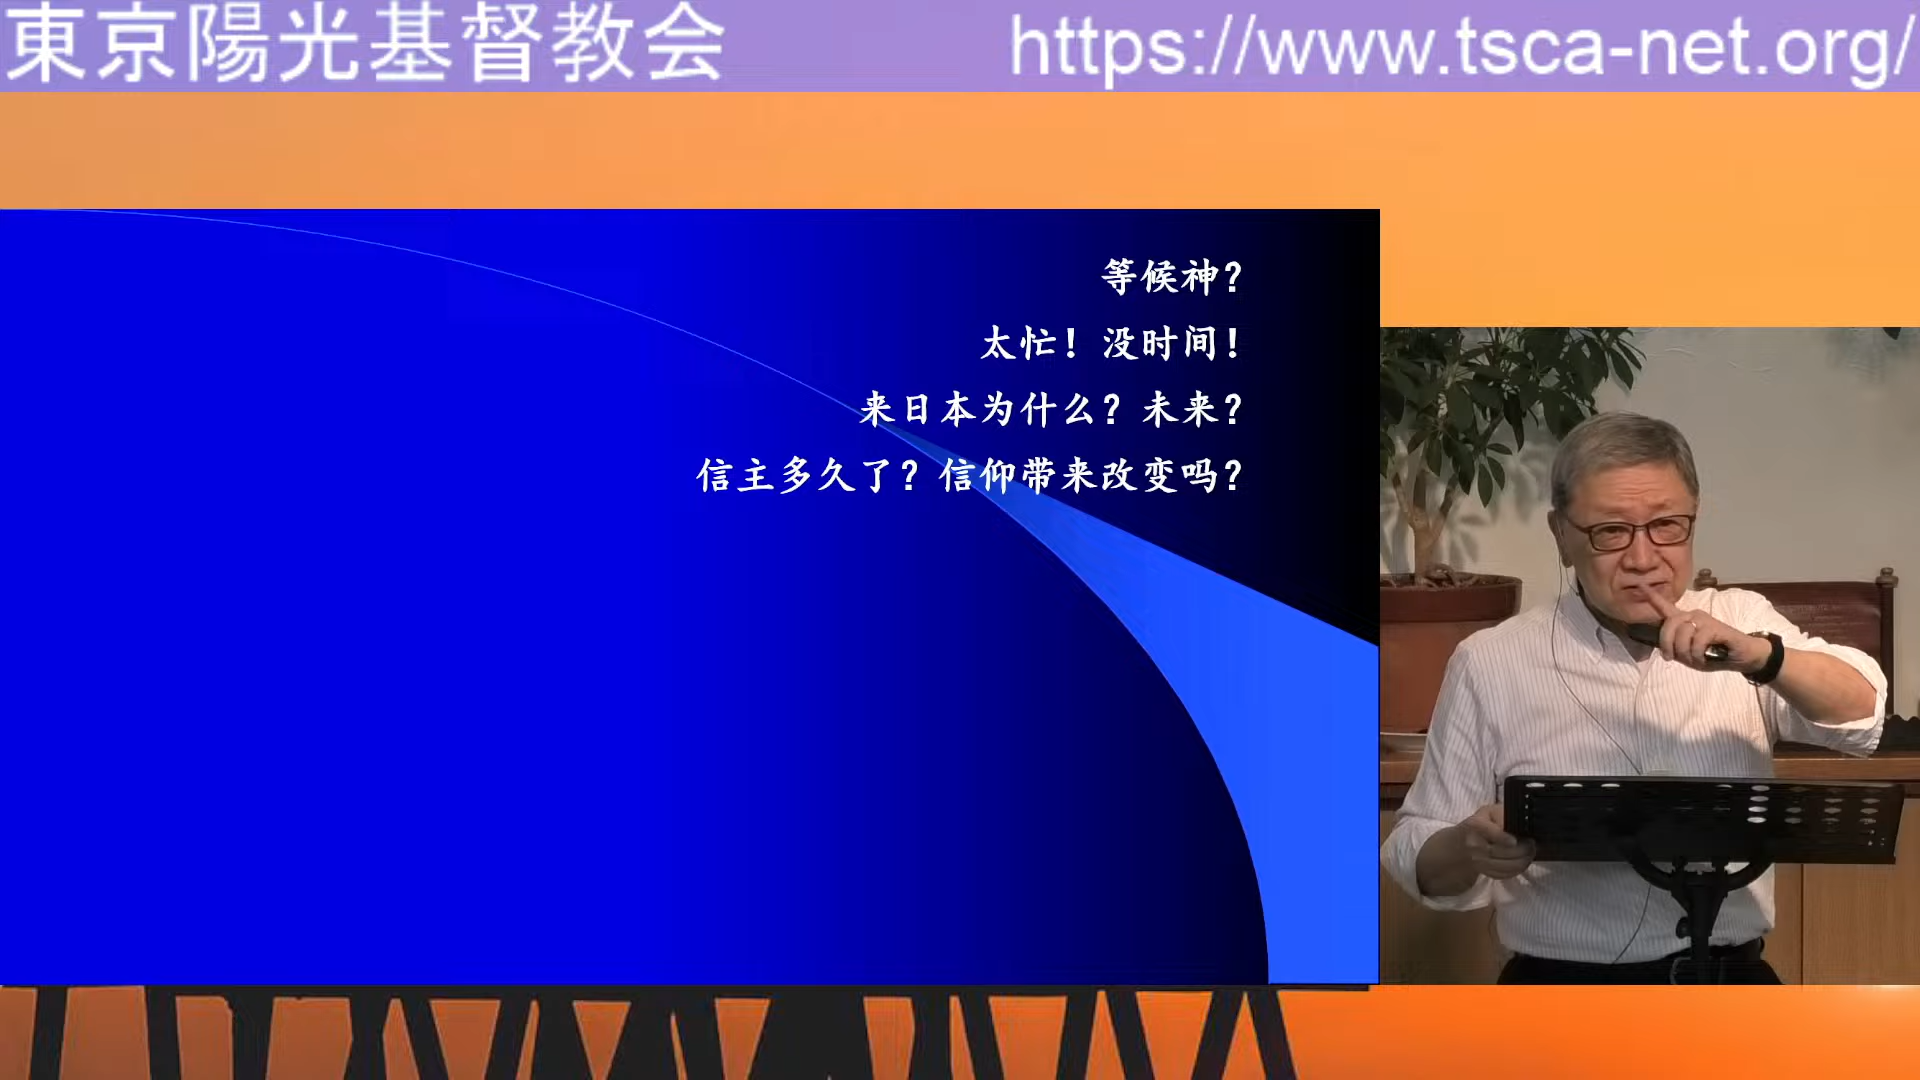 東京陽光基督教会
https://www.tsca-net.org/
等候神？
太忙！没时间！
来日本为什么？未来？
信主多久了？信仰带来改变吗？